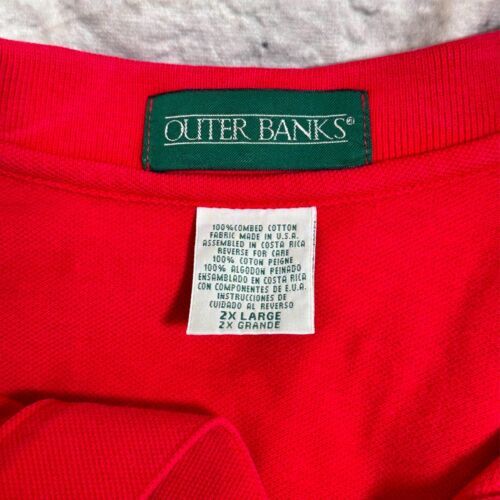 OUTER BANKS®
100% COMBED COTTON
FABRIC MADE IN U.S.A.
ASSEMBLED IN COSTA RICA
REVERSE FOR CARE
100% COTON PEIGNE
100% ALGODON PEINADO
ENSAMBLADO EN COSTA RICA
CON COMPONENTES DE E.U.A.
INSTRUCCIONES DE
CUIDADO AL REVERSO
2X LARGE
2X GRANDE